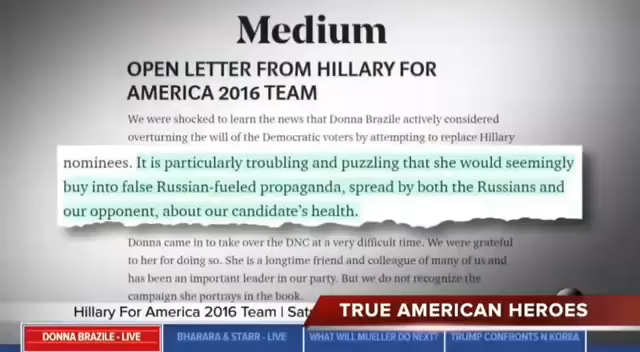 Medium
OPEN LETTER FROM HILLARY FOR
AMERICA 2016 TEAM
We were shocked to learn the news that Donna Brazile actively considered
overturning the will of the Democratic voters by attempting to replace Hillary
nominees. It is particularly troubling and puzzling that she would seemingly
buy into false Russian-fueled propaganda, spread by both the Russians and
our opponent, about our candidate's health.
Donna came in to take over the DNC at a very difficult time. We were grateful
to her for doing so. She is a longtime friend and colleague of many of us and
has been an important leader in our party. But we do not recognize the
campaign she portrays in the book.
Hillary For America 2016 Team | Sat
TRUE AMERICAN HEROES
DONNA BRAZILE - LIVE
BHARARA & STARR - LIVE
WHAT WILL MUELLER DO NEXT?
TRUMP CONFRONTS N KOREA